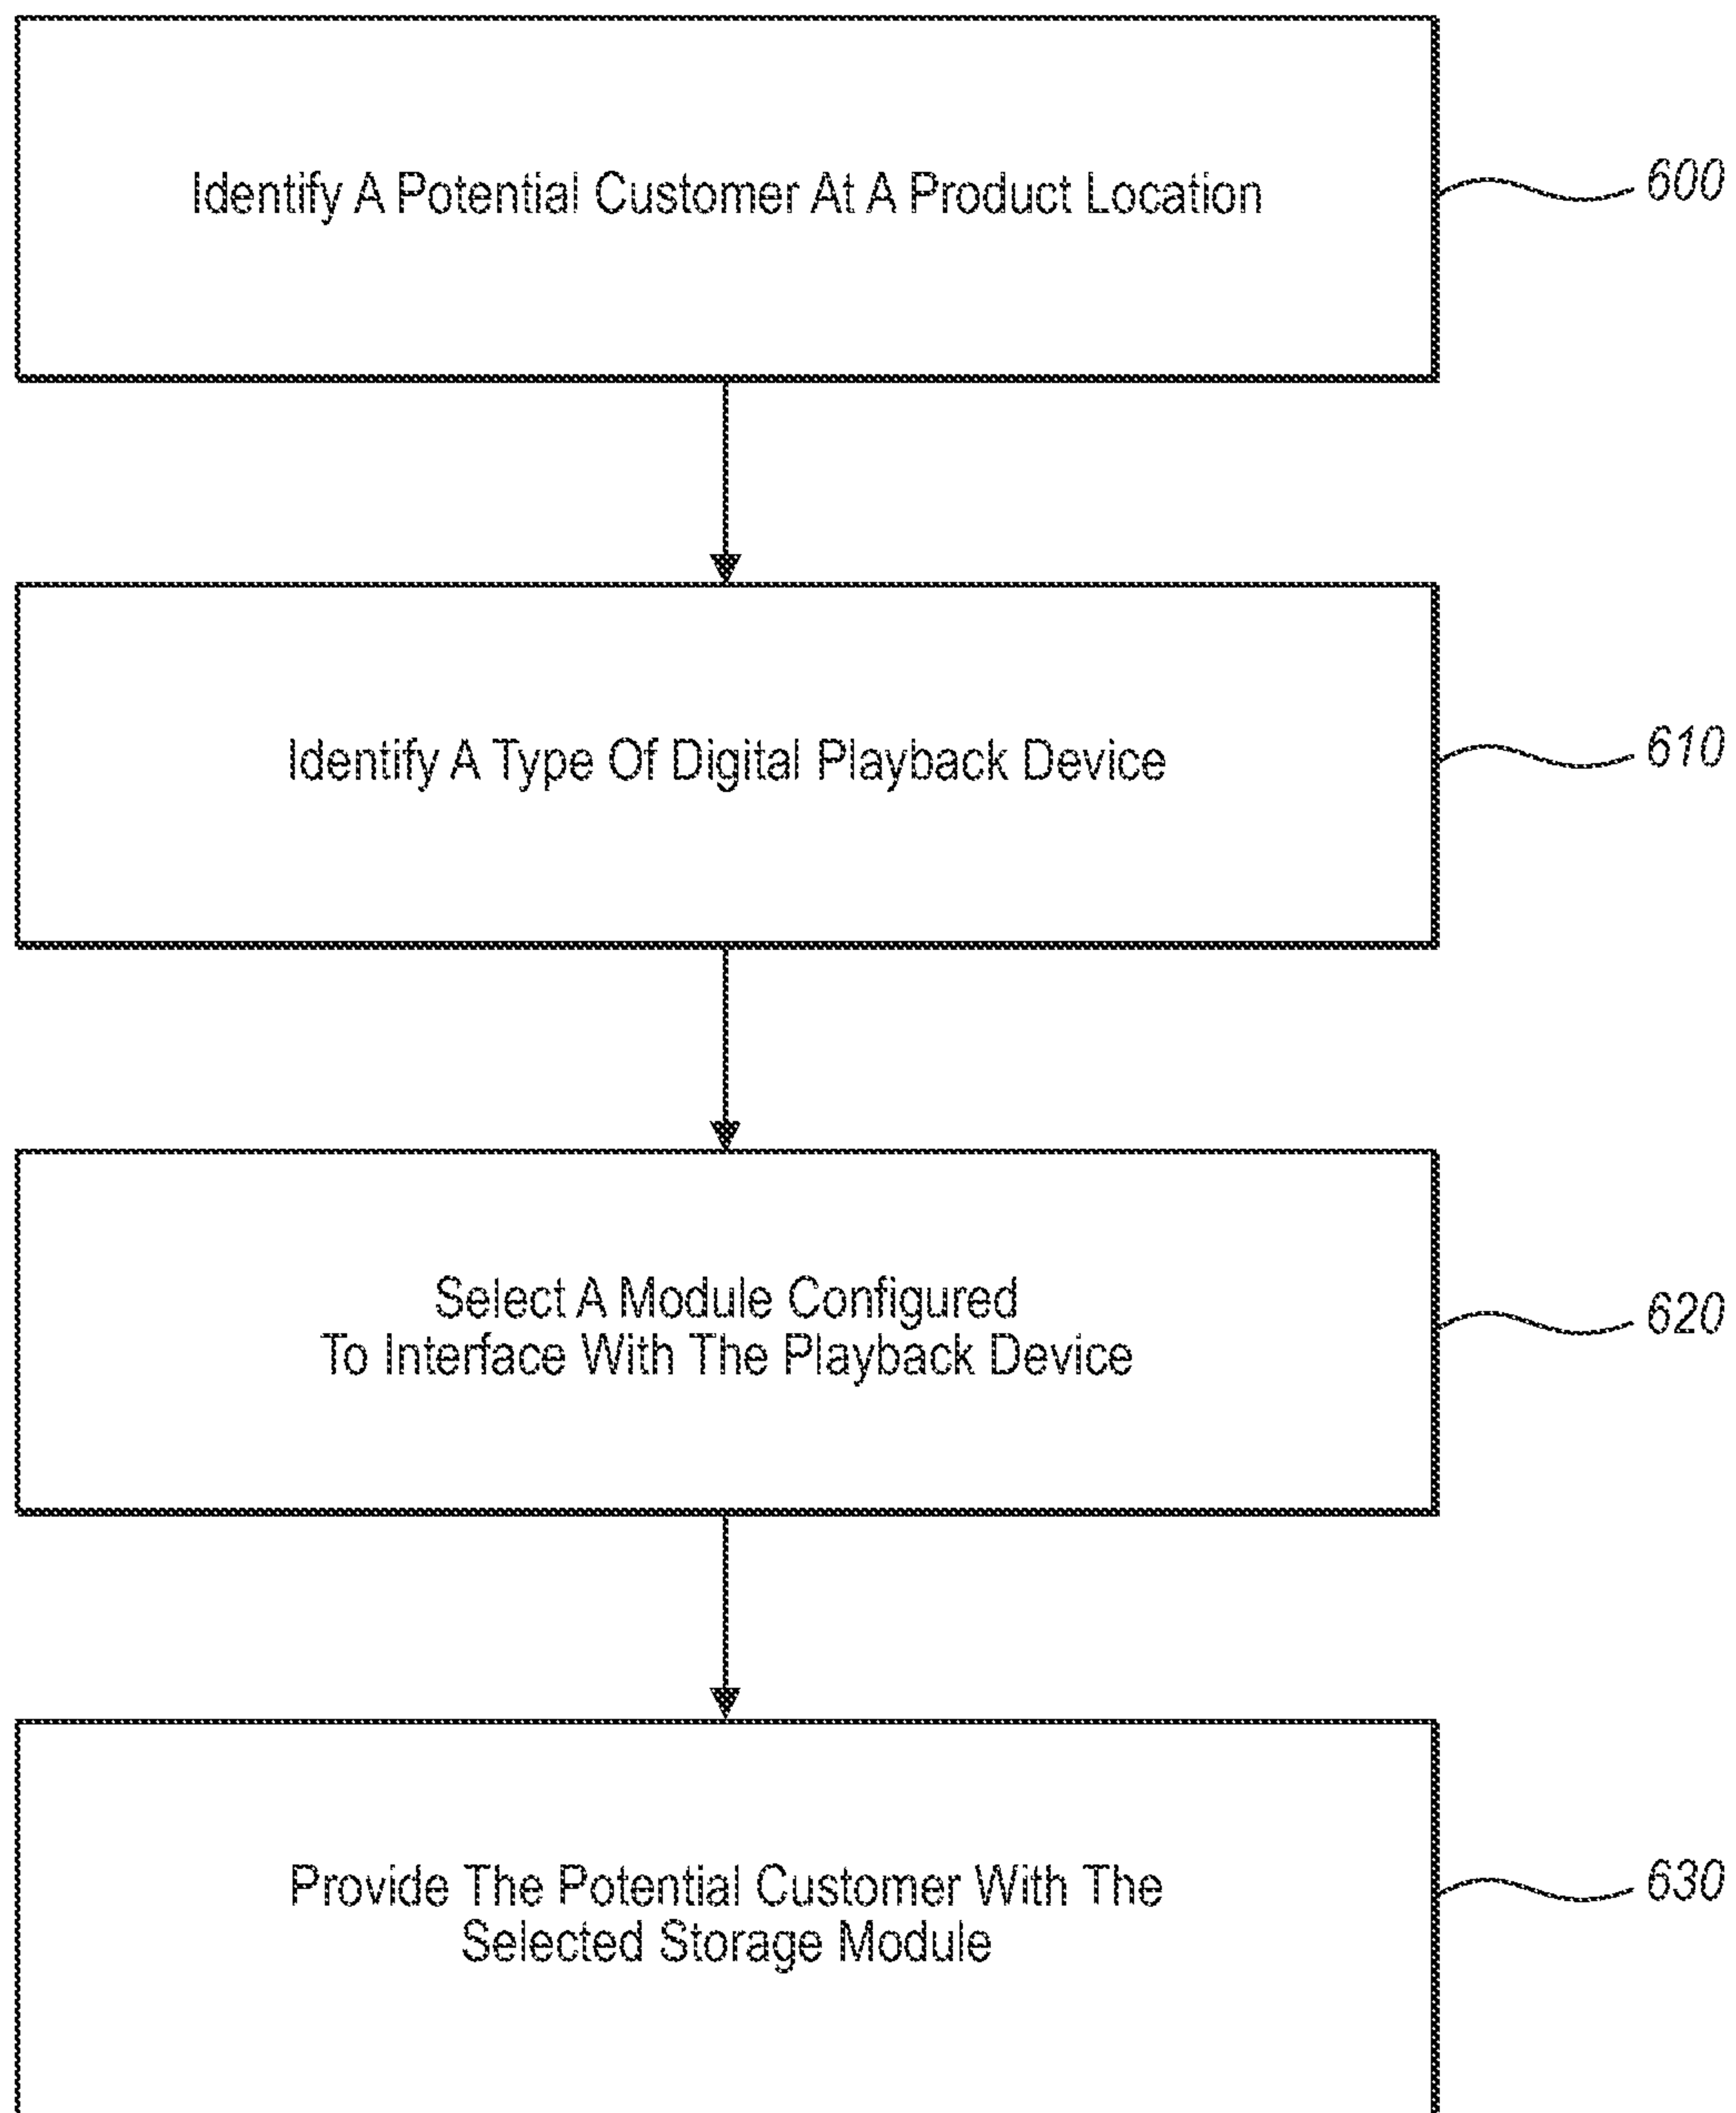 Identify A Potential Customer At A Product Location
600
Identify A Type Of Digital Playback Device
610
Select A Module Configured
To Interface With The Playback Device
620
Provide The Potential Customer With The
Selected Storage Module
630